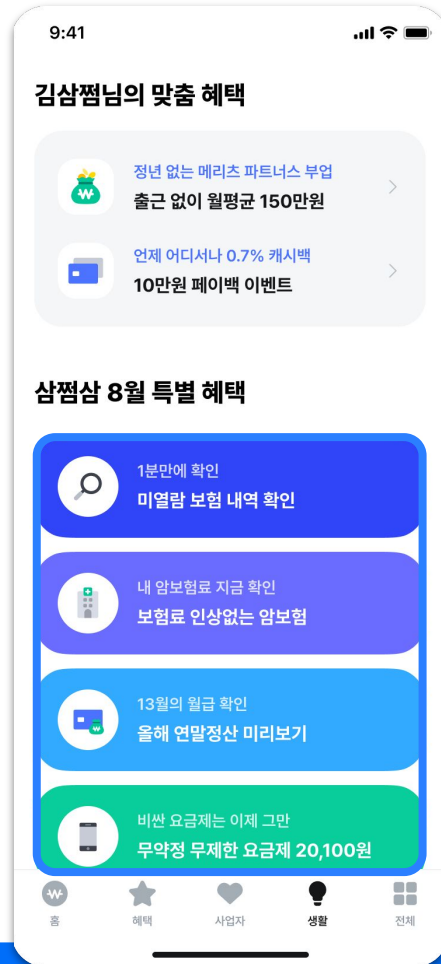 9:41
김삼쩜님의 맞춤 혜택
정년 없는 메리츠 파트너스 부업
출근 없이 월평균 150만원
언제 어디서나 0.7% 캐시백
10만원 페이백 이벤트
삼쩜삼 8월 특별 혜택
1분만에 확인
미열람 보험 내역 확인
내 암보험료 지금 확인
보험료 인상없는 암보험
13월의 월급 확인
올해 연말정산 미리보기
비싼 요금제는 이제 그만
무약정 무제한 요금제 20,100원
홈 혜택 사업자 생활 전체